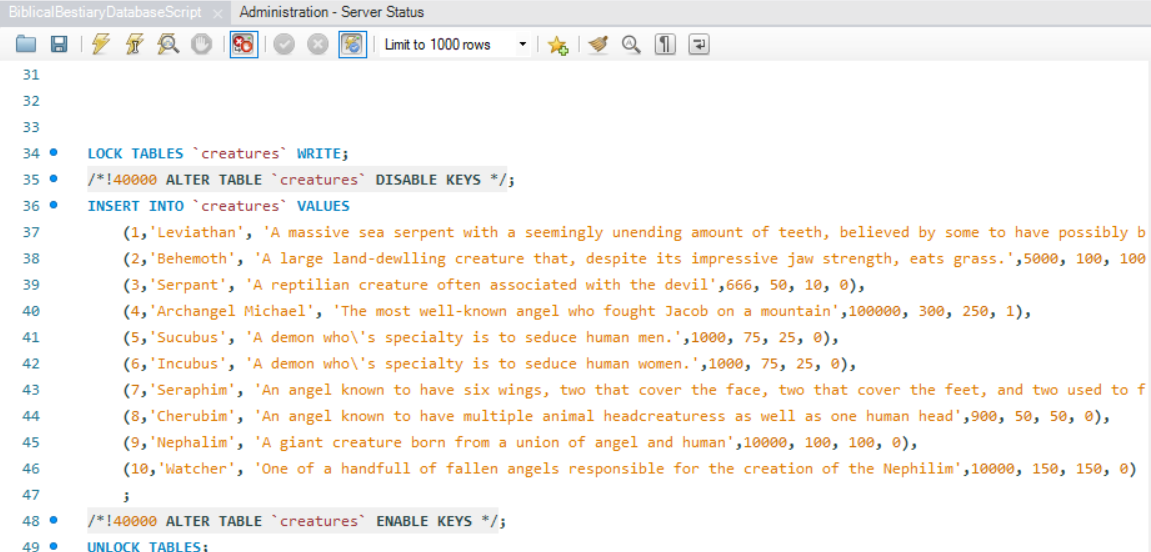 BiblicalBestiaryDatabaseScript × Administration - Server Status
Limit to 1000 rows
31
32
33
34 LOCK TABLES `creatures` WRITE;
35 /*!40000 ALTER TABLE `creatures` DISABLE KEYS */;
36 INSERT INTO `creatures` VALUES
37 (1,'Leviathan', 'A massive sea serpent with a seemingly unending amount of teeth, believed by some to have possibly b
38 (2,'Behemoth', 'A large land-dewlling creature that, despite its impressive jaw strength, eats grass.',5000, 100, 100
39 (3,'Serpant', 'A reptilian creature often associated with the devil',666, 50, 10, 0),
40 (4,'Archangel Michael', 'The most well-known angel who fought Jacob on a mountain',100000, 300, 250, 1),
41 (5,'Sucubus', 'A demon who\'s specialty is to seduce human men.',1000, 75, 25, 0),
42 (6,'Incubus', 'A demon who\'s specialty is to seduce human women.',1000, 75, 25, 0),
43 (7,'Seraphim', 'An angel known to have six wings, two that cover the face, two that cover the feet, and two used to f
44 (8,'Cherubim', 'An angel known to have multiple animal headcreaturess as well as one human head',900, 50, 50, 0),
45 (9,'Nephalim', 'A giant creature born from a union of angel and human',10000, 100, 100, 0),
46 (10,'Watcher', 'One of a handfull of fallen angels responsible for the creation of the Nephilim',10000, 150, 150, 0)
47 ;
48 /*!40000 ALTER TABLE `creatures` ENABLE KEYS */;
49 UNLOCK TABLES;